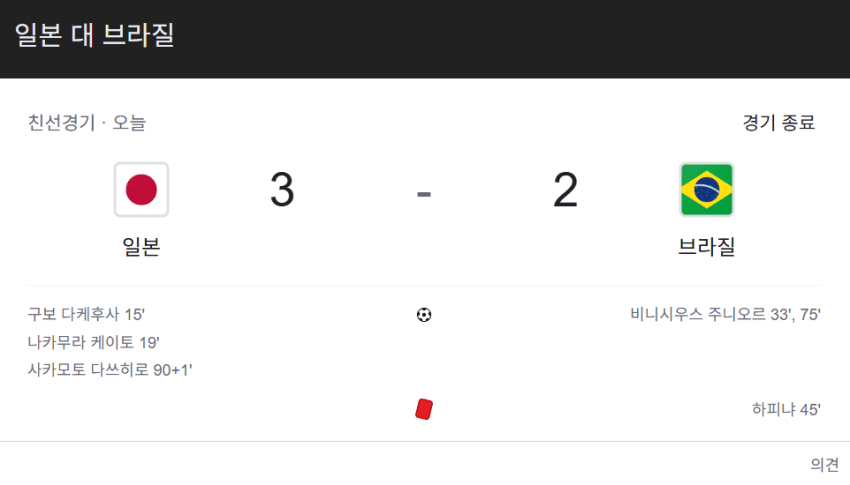 일본 대 브라질
친선경기 · 오늘
경기 종료
3 - 2
일본
브라질
구보 다케후사 15'
비니시우스 주니오르 33', 75'
나카무라 케이토 19'
사카모토 다쓰히로 90+1'
하피냐 45'
의견